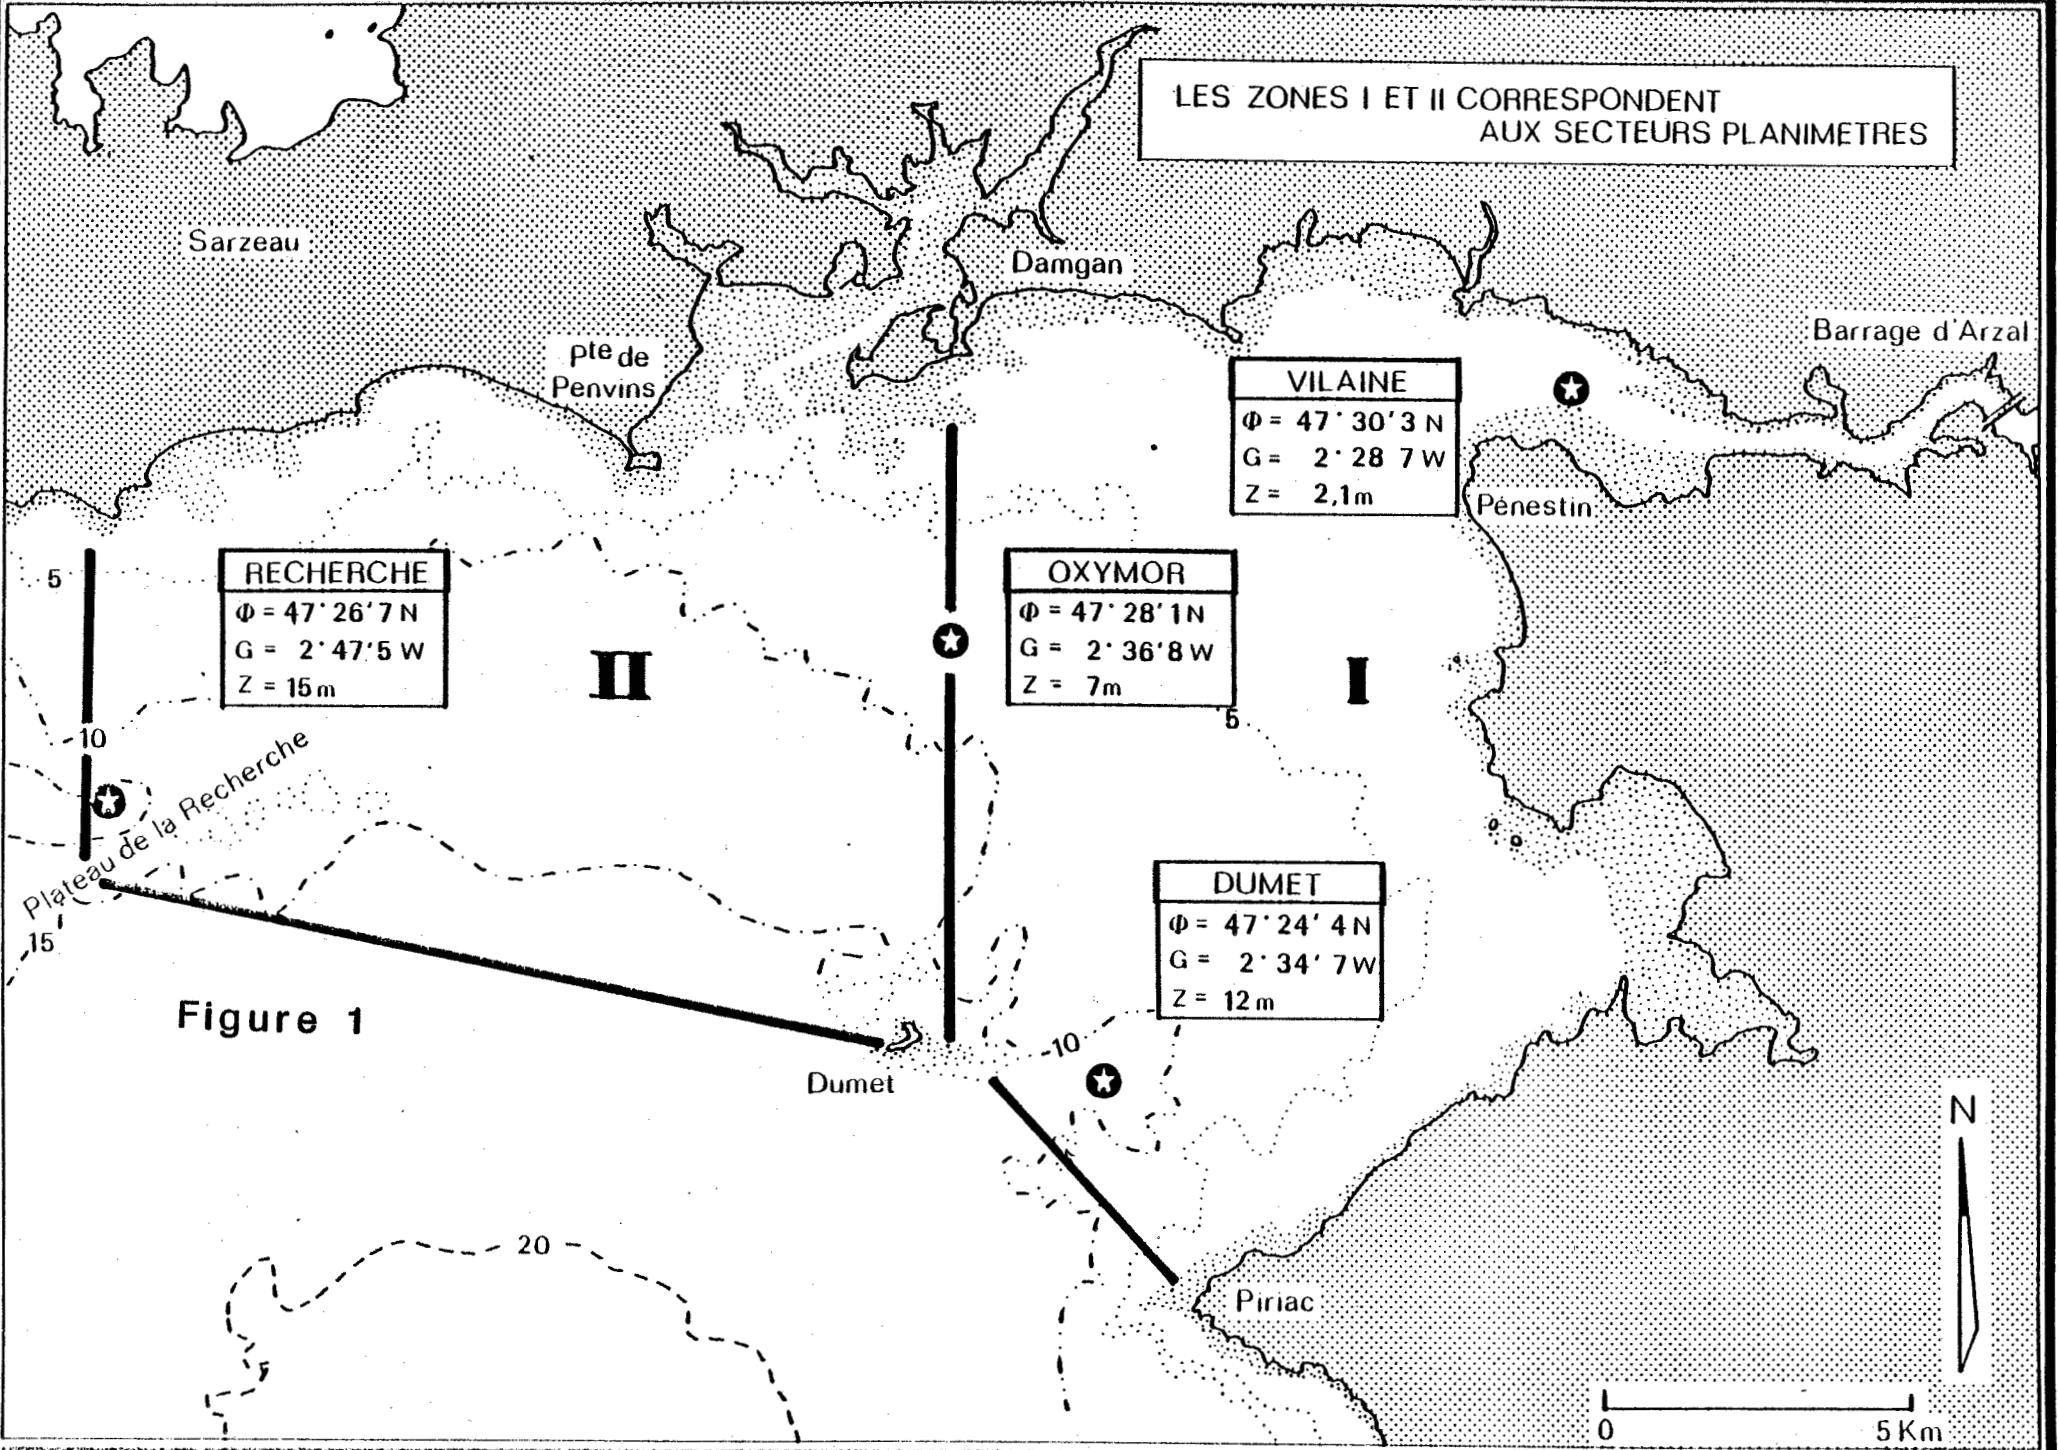 LES ZONES I ET II CORRESPONDENT
AUX SECTEURS PLANIMETRES
Sarzeau
Damgan
Barrage d'Arzal
pte de
Penvins
VILAINE
Φ = 47° 30' 3 N
G = 2° 28 7 W
Z = 2,1m
Pénestin
5
RECHERCHE
Φ = 47° 26' 7 N
G = 2° 47' 5 W
Z = 15m
II
OXYMOR
Φ = 47° 28' 1N
G = 2° 36' 8 W
Z = 7m
I
5
10
Plateau de la Recherche
15
DUMET
Φ = 47° 24' 4 N
G = 2° 34' 7 W
Z = 12m
Figure 1
10
Dumet
N
20
Piriac
0
5 Km